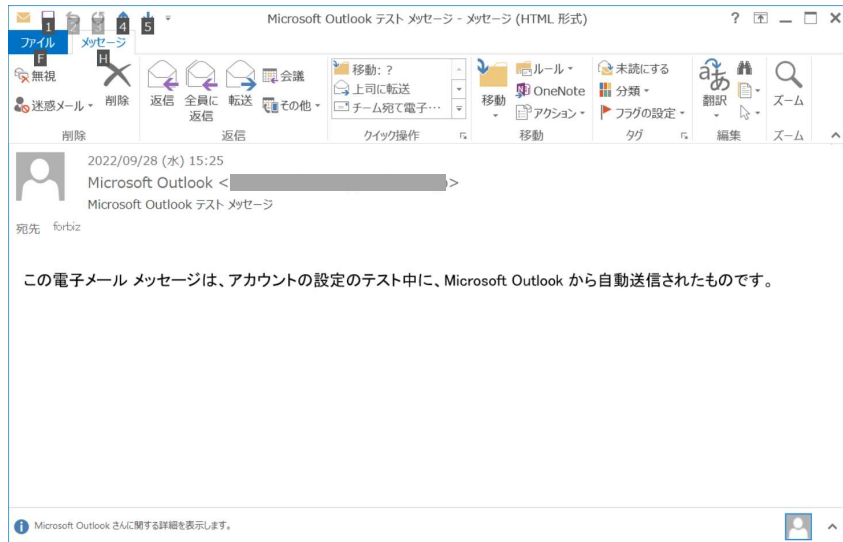 Microsoft Outlook テスト メッセージ - メッセージ (HTML 形式)
?
1 2 3 4 5
ファイル メッセージ
F H
無視
迷惑メール
削除
返信
全員に
返信
転送
会議
その他
移動: ?
上司に転送
チーム宛て電子…
移動
ルール
OneNote
アクション
未読にする
分類
フラグの設定
翻訳
ズーム
削除 返信 クイック操作 移動 タグ 編集 ズーム
2022/09/28 (水) 15:25
Microsoft Outlook < >
Microsoft Outlook テスト メッセージ
宛先 forbiz
この電子メール メッセージは、アカウントの設定のテスト中に、Microsoft Outlook から自動送信されたものです。
Microsoft Outlook さんに関する詳細を表示します。